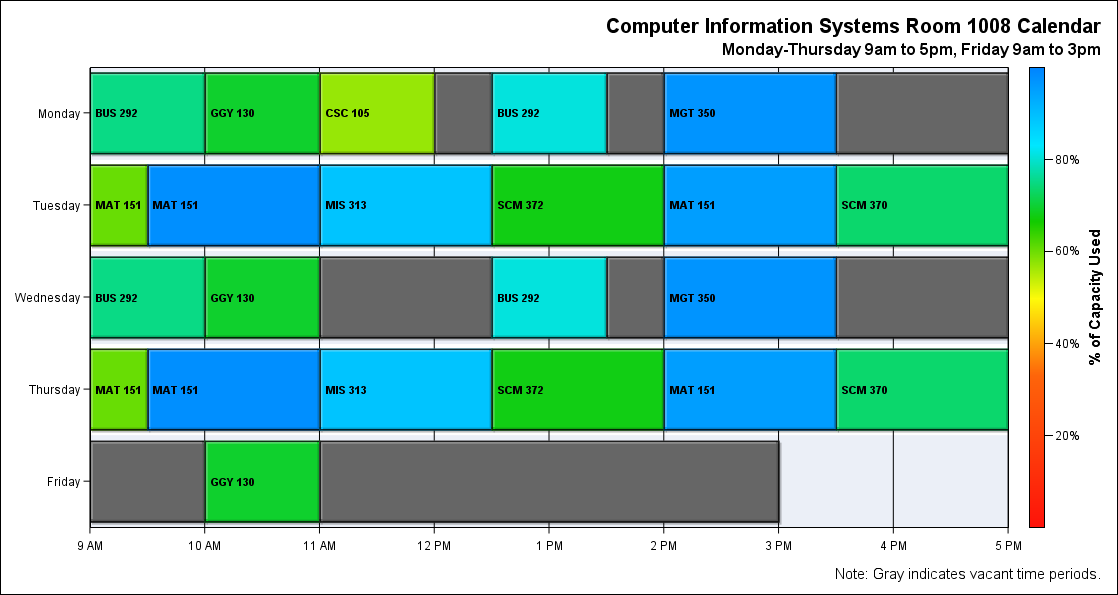 Computer Information Systems Room 1008 Calendar
Monday-Thursday 9am to 5pm, Friday 9am to 3pm
Monday
BUS 292
GGY 130
CSC 105
BUS 292
MGT 350
Tuesday
MAT 151
MAT 151
MIS 313
SCM 372
MAT 151
SCM 370
Wednesday
BUS 292
GGY 130
BUS 292
MGT 350
Thursday
MAT 151
MAT 151
MIS 313
SCM 372
MAT 151
SCM 370
Friday
GGY 130
9 AM
10 AM
11 AM
12 PM
1 PM
2 PM
3 PM
4 PM
5 PM
80%
60%
40%
20%
% of Capacity Used
Note: Gray indicates vacant time periods.